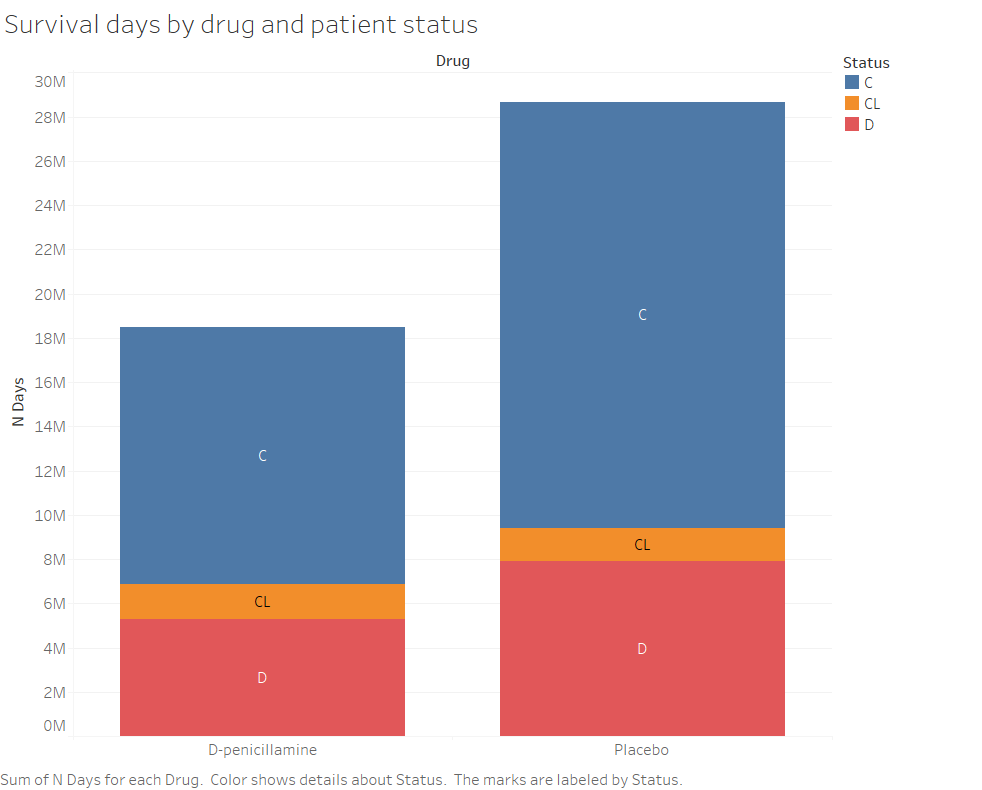 Survival days by drug and patient status
Drug
Status
C
CL
D
30M
28M
26M
24M
22M
20M
18M
16M
14M
12M
10M
8M
6M
4M
2M
0M
N Days
C
CL
D
C
CL
D
D-penicillamine
Placebo
Sum of N Days for each Drug. Color shows details about Status. The marks are labeled by Status.